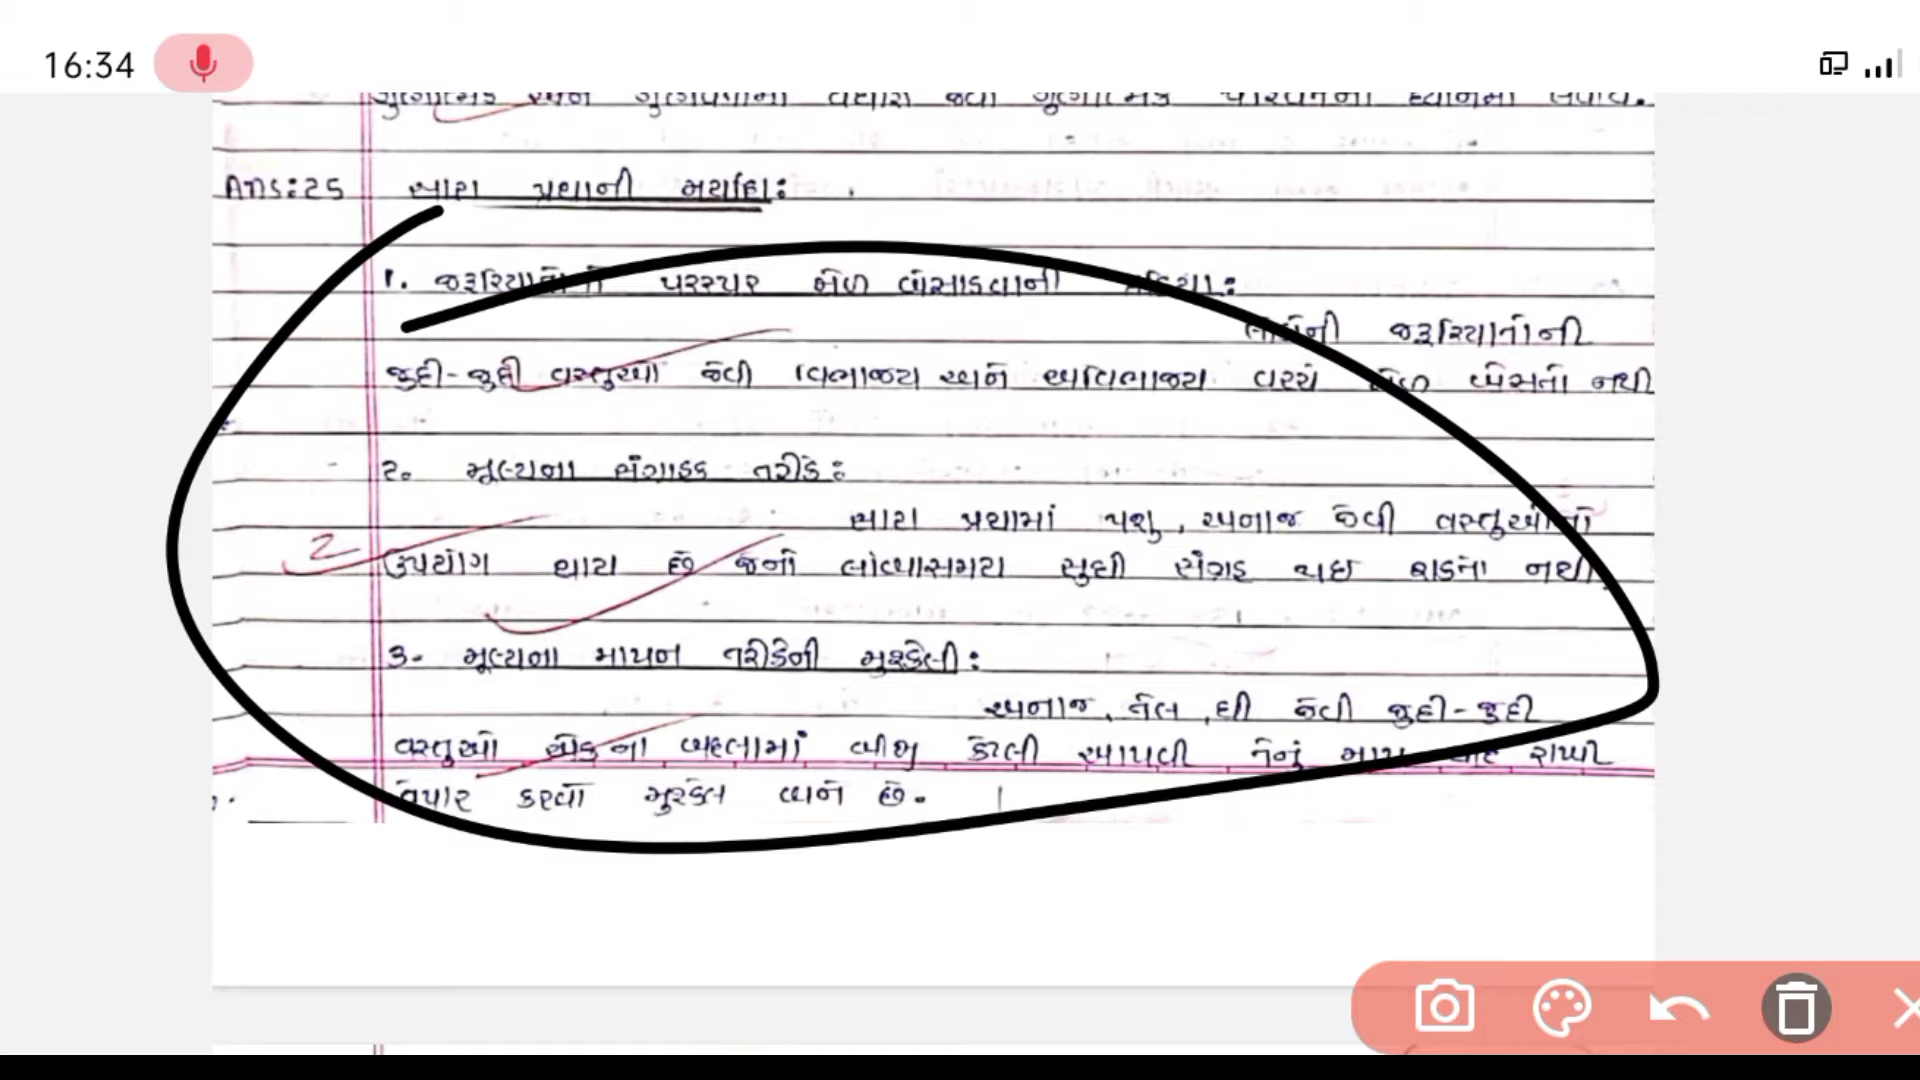 16:34
Ans:25 સાટા પ્રથાની મર્યાદા:
1. જરૂરિયાતોનો પરસ્પર મેળ બેસાડવાની
જરૂરિયાતોની
જુદી-જુદી વસ્તુઓ જેવી વિભાજ્ય અને અવિભાજ્ય વચ્ચે મેળ બેસતો નથી
2. મૂલ્યના સંગ્રાહક તરીકે:
સાટા પ્રથામાં પશુ, અનાજ જેવી વસ્તુઓનો
2 ઉપયોગ થાય છે જેનો લાંબાસમય સુધી સંગ્રહ થઇ શકતો નથી.
3. મૂલ્યના માપન તરીકેની મુશ્કેલી:
અનાજ, તેલ, ઘી જેવી જુદી-જુદી
વસ્તુઓ એકના બદલામાં બીજી કેટલી આપવી તેનું માપ યાદ રાખી
વેપાર કરવો મુશ્કેલ બને છે.